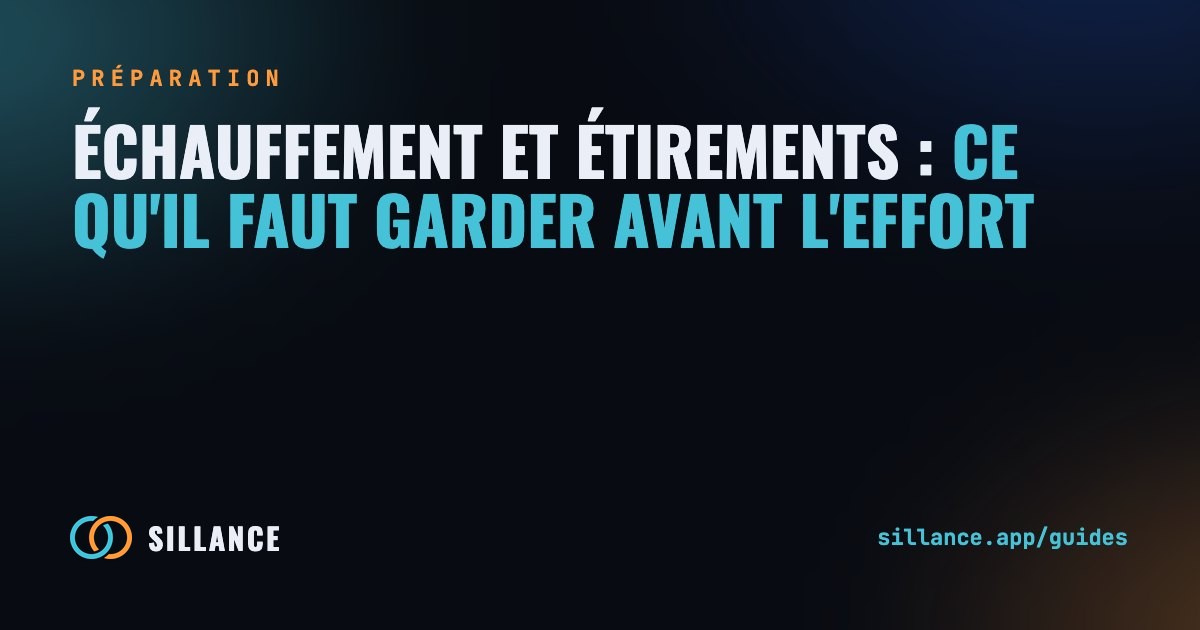 PRÉPARATION
ÉCHAUFFEMENT ET ÉTIREMENTS : CE
QU'IL FAUT GARDER AVANT L'EFFORT
SILLANCE
sillance.app/guides